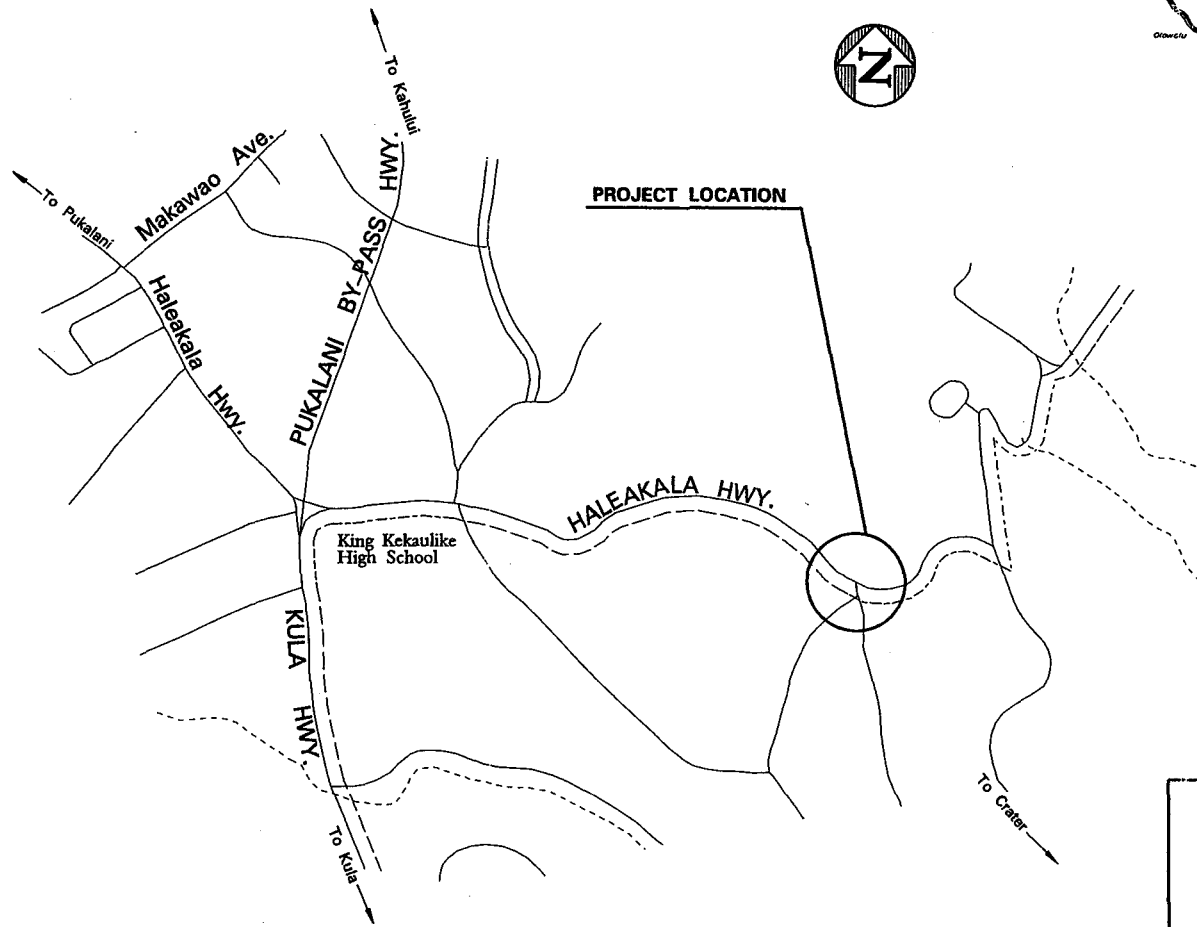 Olowalu
To Kahului
N
Makawao Ave.
To Pukalani
PUKALANI BY-PASS HWY.
PROJECT LOCATION
Haleakala Hwy.
HALEAKALA HWY.
King Kekaulike
High School
KULA HWY.
To Crater
To Kula